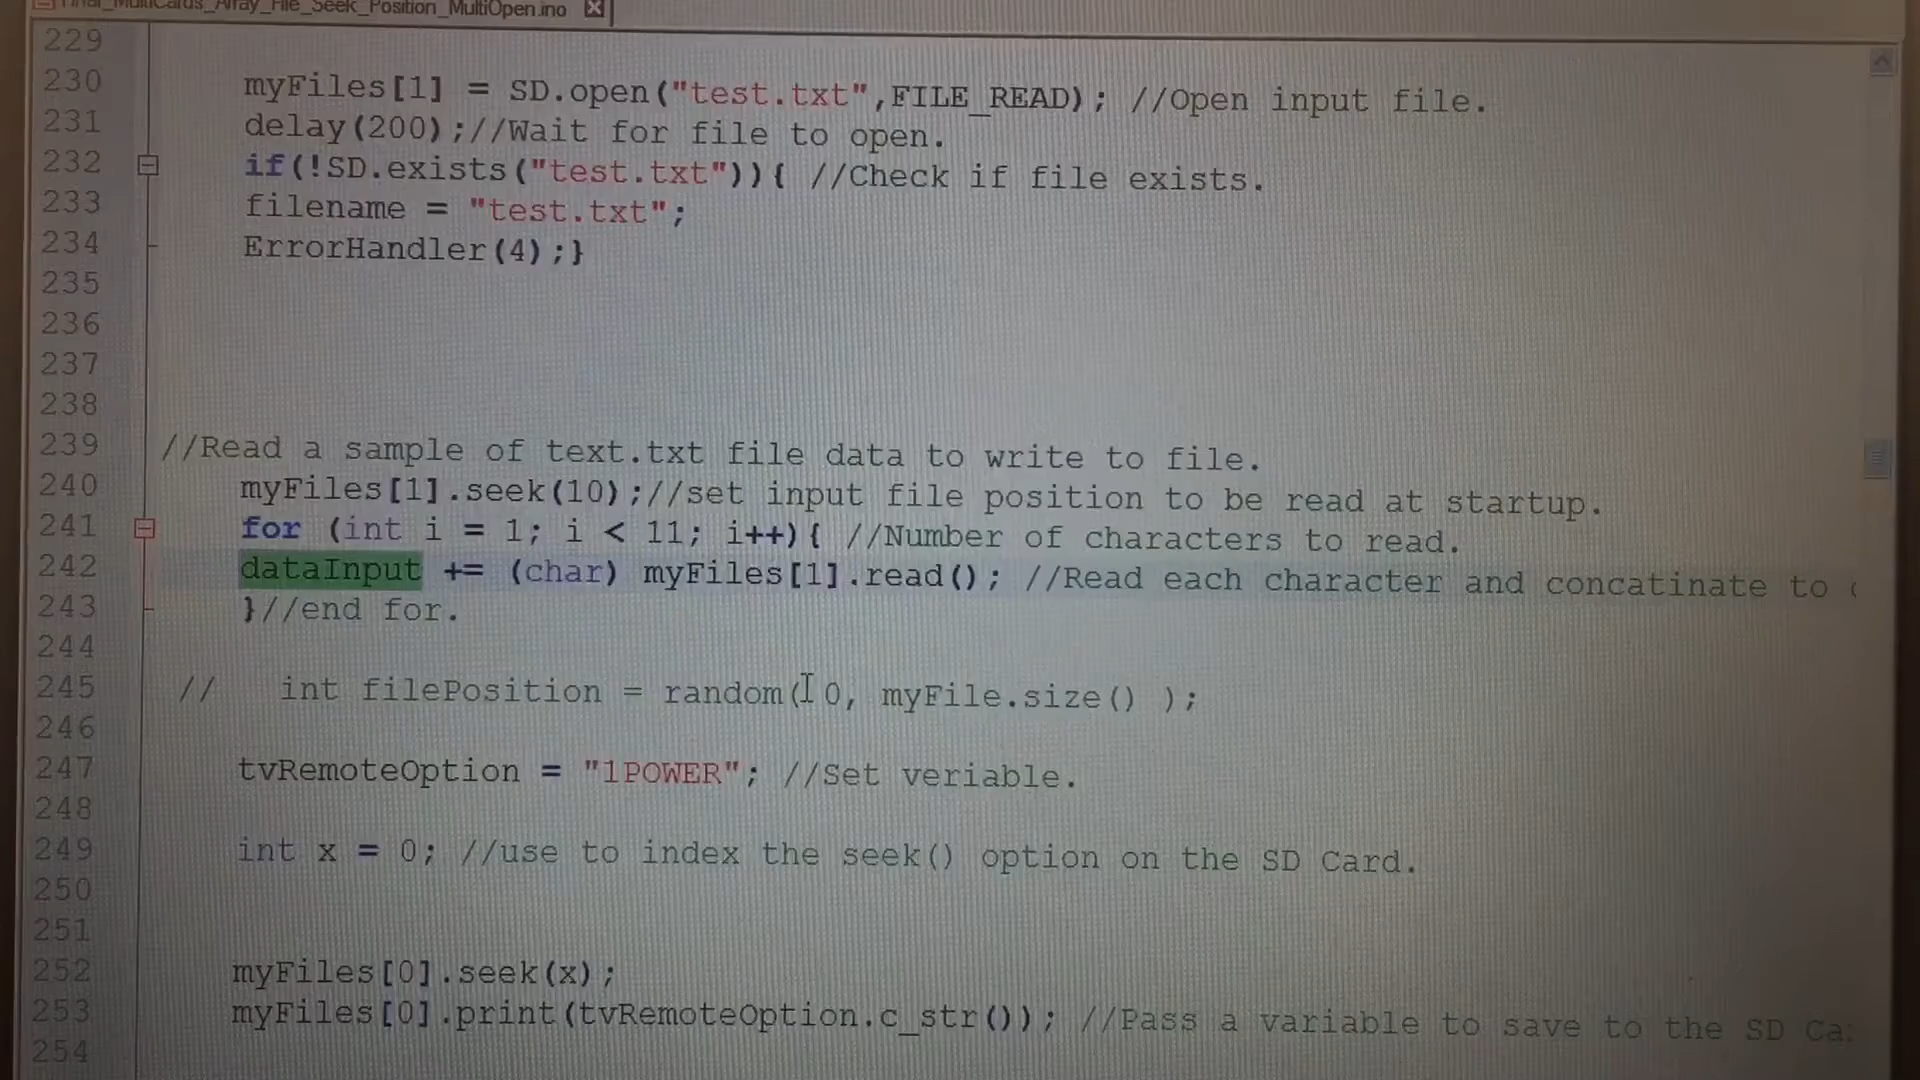 Final_MultiCards_Array_File_Seek_Position_MultiOpen.ino
229
230 myFiles[1] = SD.open("test.txt",FILE_READ); //Open input file.
231 delay(200);//Wait for file to open.
232 if(!SD.exists("test.txt")){ //Check if file exists.
233 filename = "test.txt";
234 ErrorHandler(4);}
235
236
237
238
239 //Read a sample of text.txt file data to write to file.
240 myFiles[1].seek(10);//set input file position to be read at startup.
241 for (int i = 1; i < 11; i++){ //Number of characters to read.
242 dataInput += (char) myFiles[1].read(); //Read each character and concatinate to
243 }//end for.
244
245 // int filePosition = random( 0, myFile.size() );
246
247 tvRemoteOption = "1POWER"; //Set veriable.
248
249 int x = 0; //use to index the seek() option on the SD Card.
250
251
252 myFiles[0].seek(x);
253 myFiles[0].print(tvRemoteOption.c_str()); //Pass a variable to save to the SD Ca
254